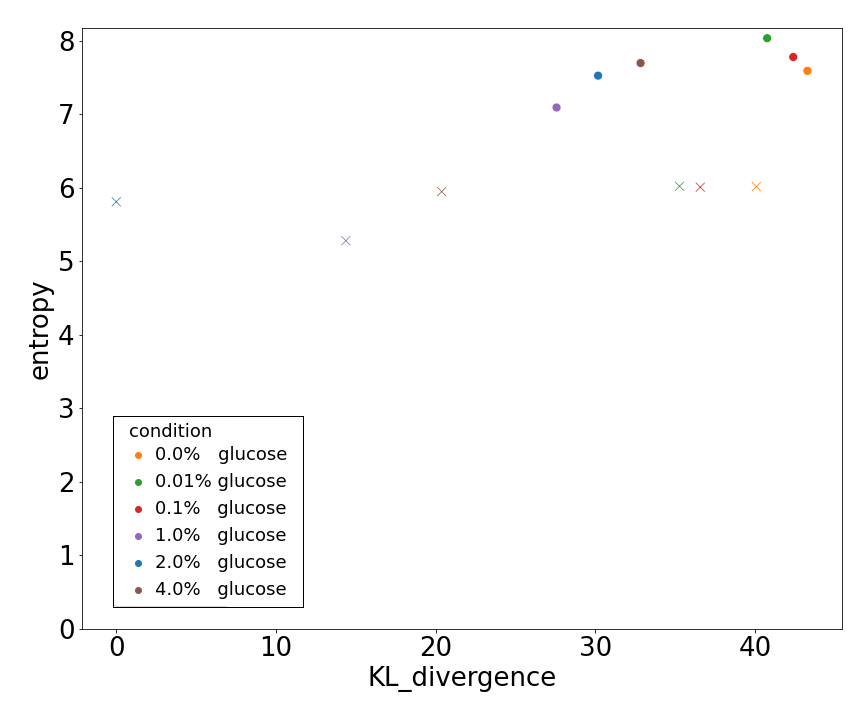 8
7
6
5
4
3
2
1
0
entropy
condition
0.0% glucose
0.01% glucose
0.1% glucose
1.0% glucose
2.0% glucose
4.0% glucose
0 10 20 30 40
KL_divergence